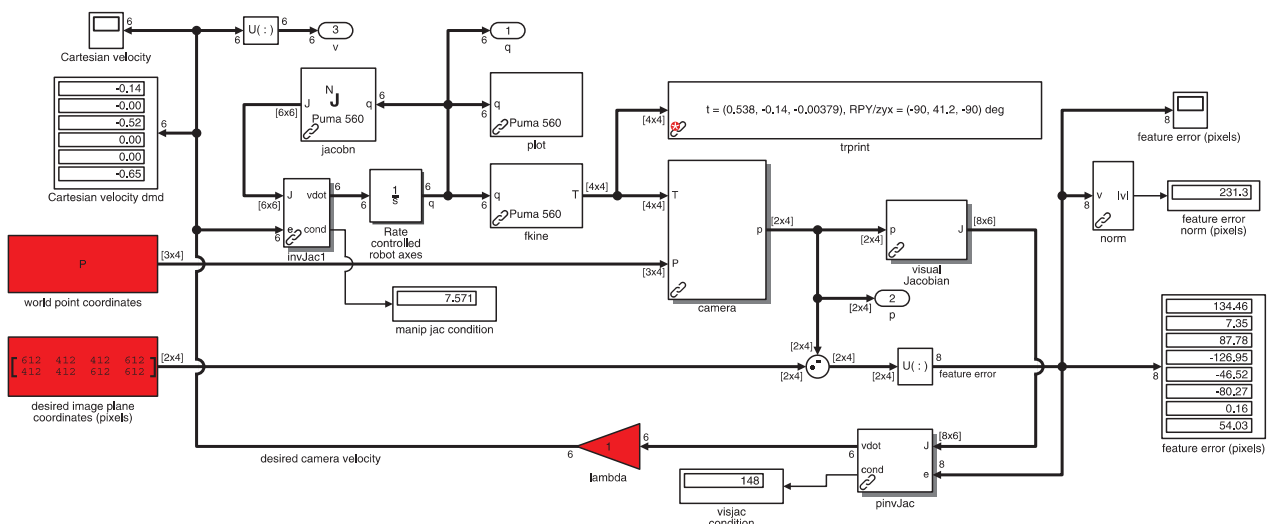 6
6
U( : )
6
6
3
v
6
1
q
Cartesian velocity
-0.14
-0.00
-0.52
0.00
0.00
-0.65
6
Cartesian velocity dmd
N
J
J
q
Puma 560
[6x6]
6
jacobn
q
Puma 560
6
plot
t = (0.538, -0.14, -0.00379), RPY/zyx = (-90, 41.2, -90) deg
[4x4]
trprint
8
feature error (pixels)
J
vdot
e
cond
[6x6]
6
6
6
invJac1
1
s
6
q
Rate
controlled
robot axes
q
T
Puma 560
6
[4x4]
fkine
T
P
p
[4x4]
[3x4]
[2x4]
camera
p
J
[2x4]
[8x6]
visual
Jacobian
v
|v|
8
norm
231.3
feature error
norm (pixels)
P
[3x4]
world point coordinates
7.571
manip jac condition
2
p
[2x4]
134.46
7.35
87.78
-126.95
-46.52
-80.27
0.16
54.03
8
feature error (pixels)
612 412 412 612
412 412 612 612
[2x4]
desired image plane
coordinates (pixels)
[2x4]
[2x4]
[2x4]
[2x4]
U( : )
8
feature error
desired camera velocity
6
1
6
lambda
vdot
J
cond
e
6
[8x6]
8
pinvJac
148
visjac
condition